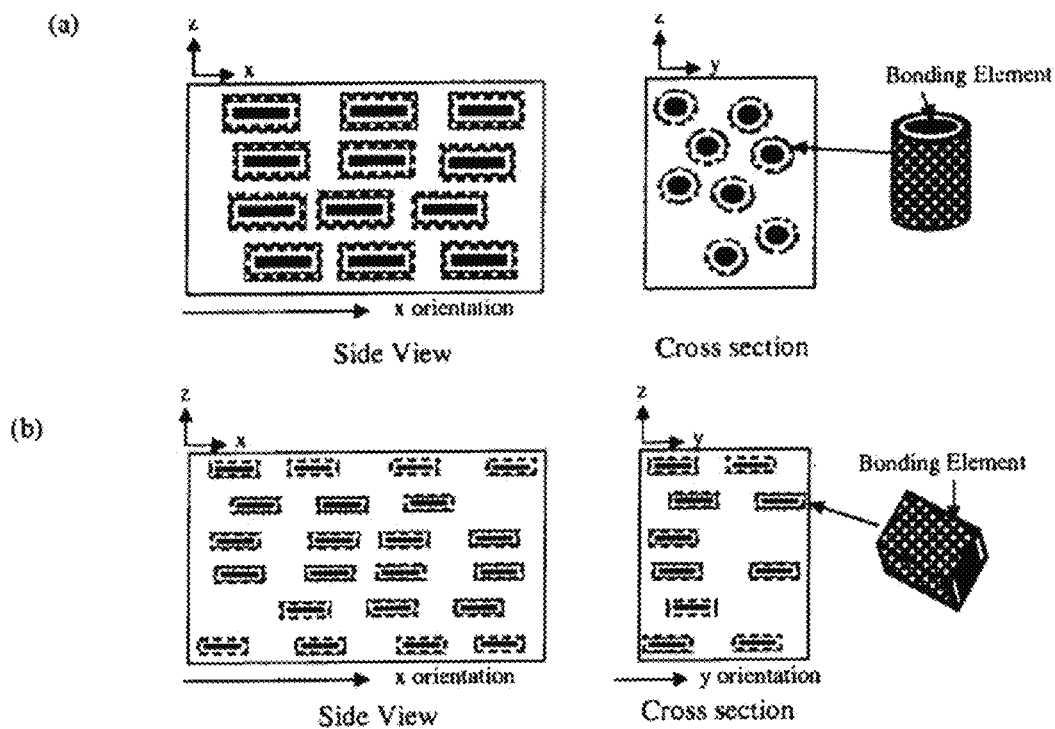 (a)
z
x
z
y
Bonding Element
x orientation
Side View
Cross section
(b)
z
x
z
y
Bonding Element
x orientation
y orientation
Side View
Cross section